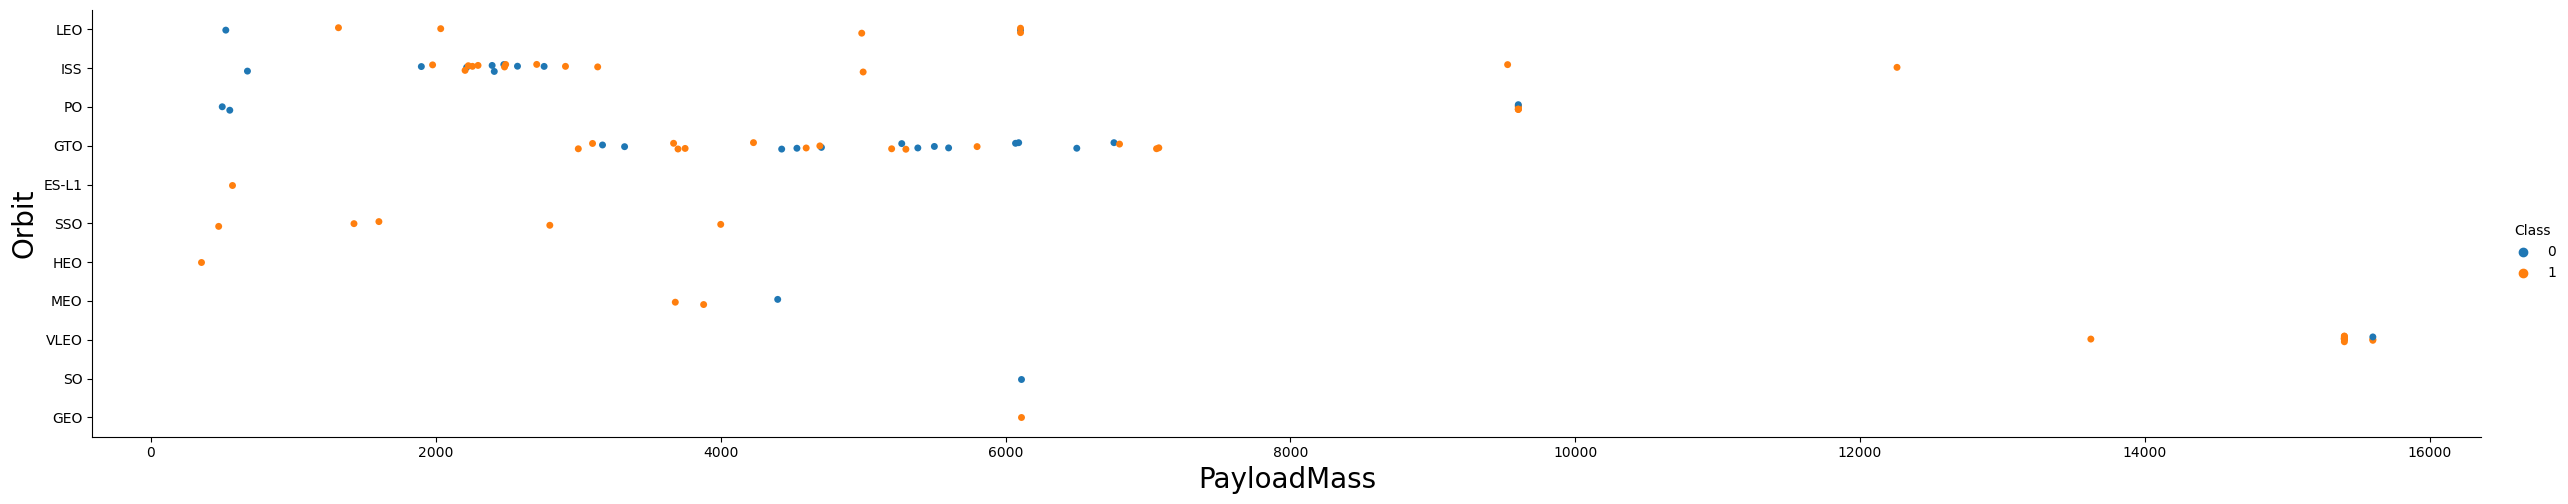 Orbit
LEO
ISS
PO
GTO
ES-L1
SSO
HEO
MEO
VLEO
SO
GEO
0 2000 4000 6000 8000 10000 12000 14000 16000
PayloadMass
Class
0
1